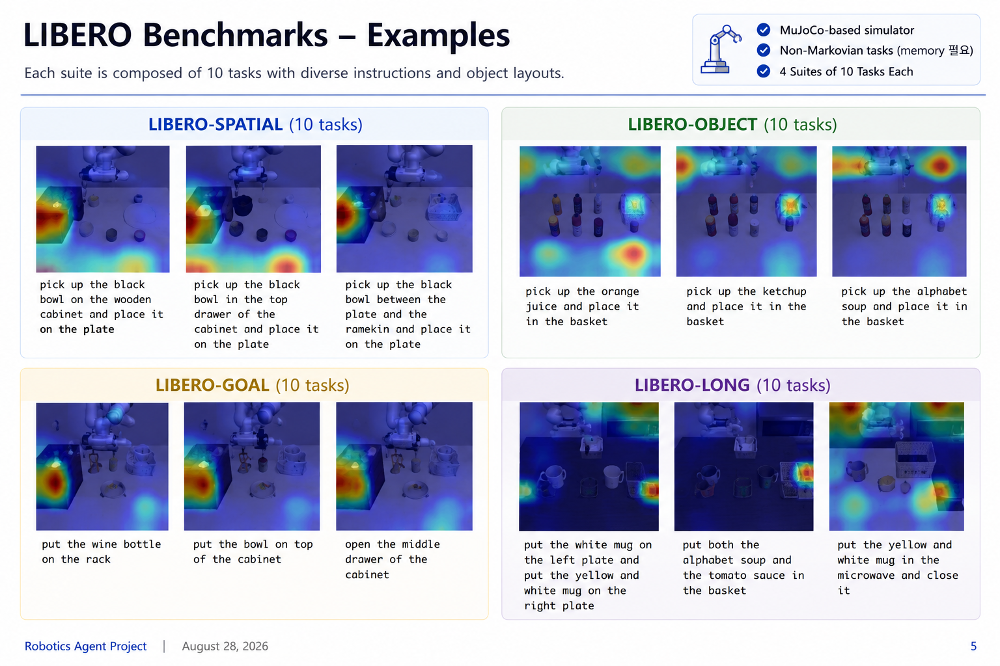 LIBERO Benchmarks – Examples
Each suite is composed of 10 tasks with diverse instructions and object layouts.
MuJoCo-based simulator
Non-Markovian tasks (memory 필요)
4 Suites of 10 Tasks Each
LIBERO-SPATIAL (10 tasks)
pick up the black
bowl on the wooden
cabinet and place it
on the plate
pick up the black
bowl in the top
drawer of the
cabinet and place it
on the plate
pick up the black
bowl between the
plate and the
ramekin and place it
on the plate
LIBERO-OBJECT (10 tasks)
pick up the orange
juice and place it
in the basket
pick up the ketchup
and place it in the
basket
pick up the alphabet
soup and place it in
the basket
LIBERO-GOAL (10 tasks)
put the wine bottle
on the rack
put the bowl on top
of the cabinet
open the middle
drawer of the
cabinet
LIBERO-LONG (10 tasks)
put the white mug on
the left plate and
put the yellow and
white mug on the
right plate
put both the
alphabet soup and
the tomato sauce in
the basket
put the yellow and
white mug in the
microwave and close
it
Robotics Agent Project | August 28, 2026
5